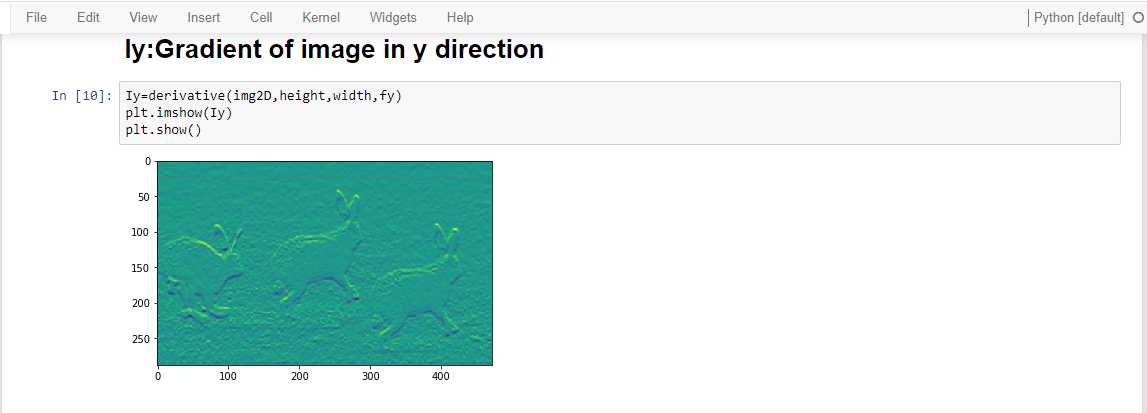 File Edit View Insert Cell Kernel Widgets Help Python [default]
Iy:Gradient of image in y direction
In [10]: Iy=derivative(img2D,height,width,fy)
plt.imshow(Iy)
plt.show()
0
50
100
150
200
250
0 100 200 300 400